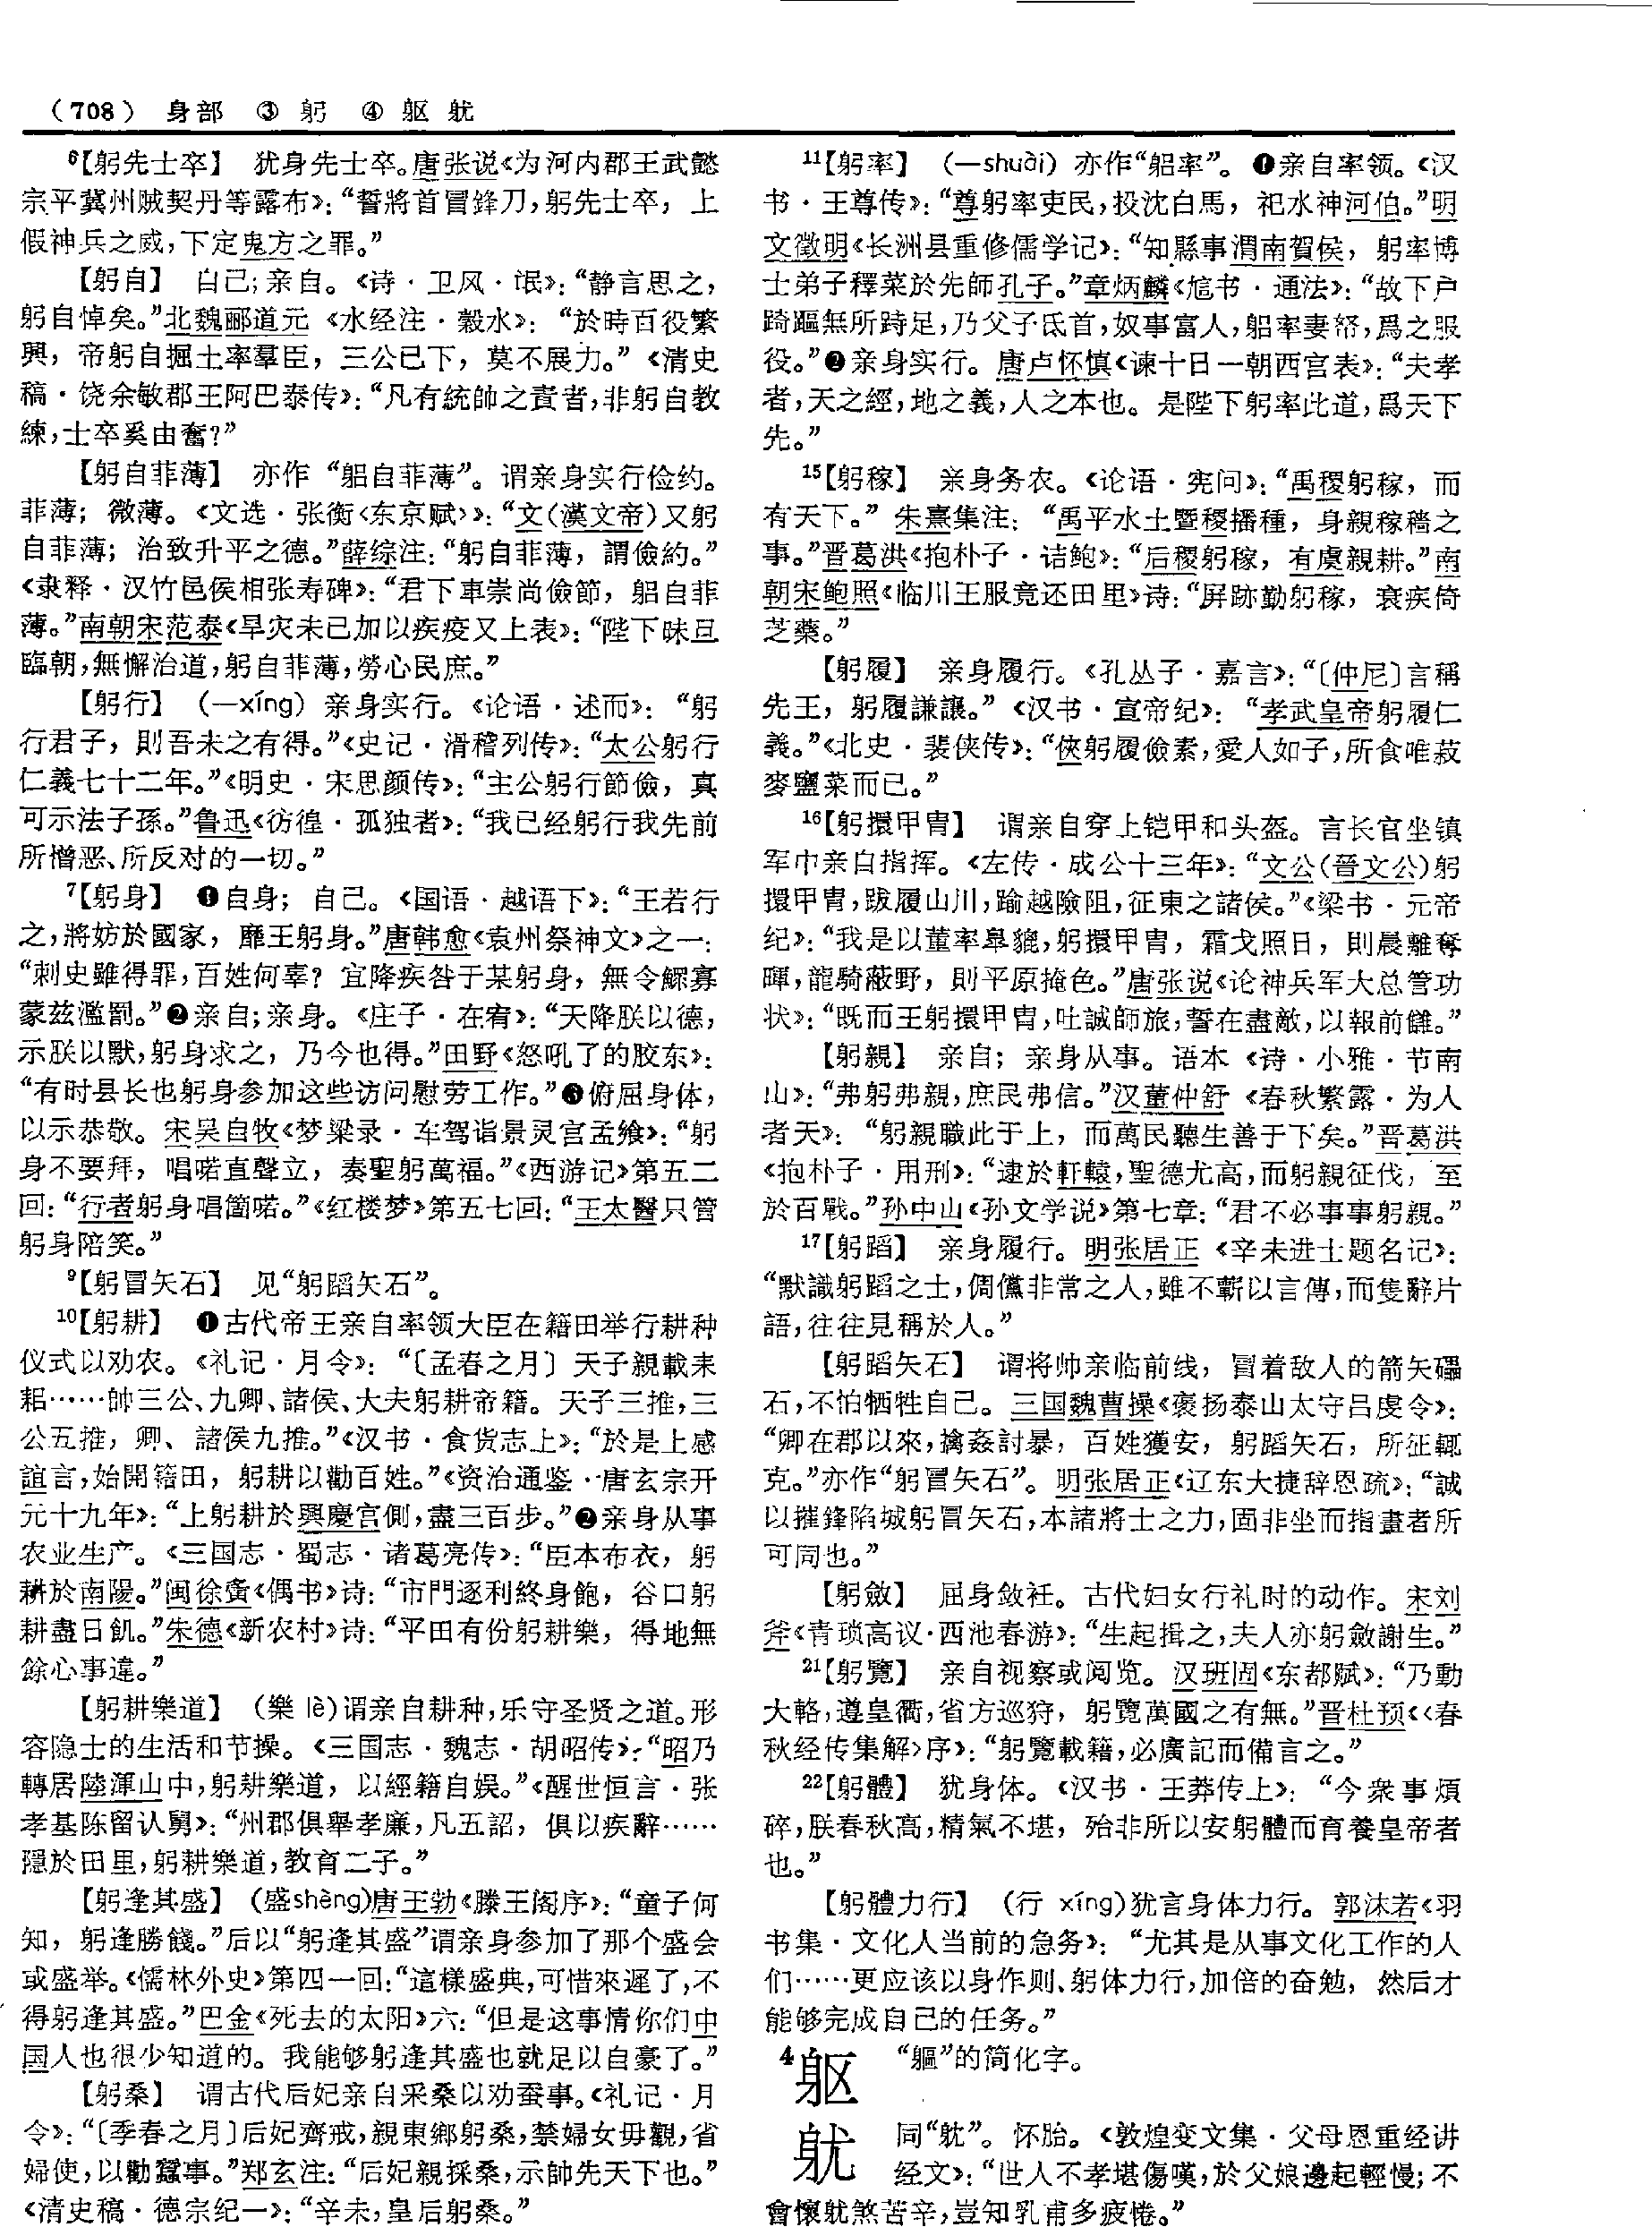 （708） 身部 ③ 躬 ④ 躯 躭
⁶【躬先士卒】 犹身先士卒。唐张说《为河内郡王武懿
宗平冀州贼契丹等露布》：“誓將首冒鋒刀，躬先士卒，上
假神兵之威，下定鬼方之罪。”
【躬自】 自己；亲自。《诗·卫风·氓》：“静言思之，
躬自悼矣。”北魏郦道元《水经注·穀水》：“於時百役繁
興，帝躬自掘土率羣臣，三公已下，莫不展力。”《清史
稿·饶余敏郡王阿巴泰传》：“凡有統帥之責者，非躬自教
練，士卒奚由奮？”
【躬自菲薄】 亦作“躳自菲薄”。谓亲身实行俭约。
菲薄；微薄。《文选·张衡〈东京赋〉》：“文（漢文帝）又躬
自菲薄；治致升平之德。”薛综注：“躬自菲薄，謂儉約。”
《隶释·汉竹邑侯相张寿碑》：“君下車崇尚儉節，躳自菲
薄。”南朝宋范泰《旱灾未已加以疾疫又上表》：“陛下昧旦
臨朝，無懈治道，躬自菲薄，勞心民庶。”
【躬行】（—xíng）亲身实行。《论语·述而》：“躬
行君子，則吾未之有得。”《史记·滑稽列传》：“太公躬行
仁義七十二年。”《明史·宋思颜传》：“主公躬行節儉，真
可示法子孫。”鲁迅《彷徨·孤独者》：“我已经躬行我先前
所憎恶、所反对的一切。”
⁷【躬身】 ❶自身；自己。《国语·越语下》：“王若行
之，將妨於國家，靡王躬身。”唐韩愈《袁州祭神文》之一：
“刺史雖得罪，百姓何辜？宜降疾咎于某躬身，無令鰥寡
蒙兹濫罰。”❷亲自；亲身。《庄子·在宥》：“天降朕以德，
示朕以默，躬身求之，乃今也得。”田野《怒吼了的胶东》：
“有时县长也躬身参加这些访问慰劳工作。”❸俯屈身体，
以示恭敬。宋吴自牧《梦梁录·车驾诣景灵宫孟飨》：“躬
身不要拜，唱喏直聲立，奏聖躬萬福。”《西游记》第五二
回：“行者躬身唱箇喏。”《红楼梦》第五七回：“王太醫只管
躬身陪笑。”
⁹【躬冒矢石】 见“躬蹈矢石”。
¹⁰【躬耕】 ❶古代帝王亲自率领大臣在籍田举行耕种
仪式以劝农。《礼记·月令》：“〔孟春之月〕天子親載耒
耜……帥三公、九卿、諸侯、大夫躬耕帝籍。天子三推，三
公五推，卿、諸侯九推。”《汉书·食货志上》：“於是上感
誼言，始開籍田，躬耕以勸百姓。”《资治通鉴·唐玄宗开
元十九年》：“上躬耕於興慶宫側，盡三百步。”❷亲身从事
农业生产。《三国志·蜀志·诸葛亮传》：“臣本布衣，躬
耕於南陽。”闽徐夤《偶书》诗：“市門逐利終身飽，谷口躬
耕盡日飢。”朱德《新农村》诗：“平田有份躬耕樂，得地無
餘心事違。”
【躬耕樂道】（樂 lè）谓亲自耕种，乐守圣贤之道。形
容隐士的生活和节操。《三国志·魏志·胡昭传》：“昭乃
轉居陸渾山中，躬耕樂道，以經籍自娱。”《醒世恒言·张
孝基陈留认舅》：“州郡俱舉孝廉，凡五詔，俱以疾辭……
隱於田里，躬耕樂道，教育二子。”
【躬逢其盛】（盛shèng）唐王勃《滕王阁序》：“童子何
知，躬逢勝餞。”后以“躬逢其盛”谓亲身参加了那个盛会
或盛举。《儒林外史》第四一回：“這樣盛典，可惜來遲了，不
得躬逢其盛。”巴金《死去的太阳》六：“但是这事情你们中
国人也很少知道的。我能够躬逢其盛也就足以自豪了。”
【躬桑】 谓古代后妃亲自采桑以劝蚕事。《礼记·月
令》：“〔季春之月〕后妃齊戒，親東鄉躬桑，禁婦女毋觀，省
婦使，以勸蠶事。”郑玄注：“后妃親採桑，示帥先天下也。”
《清史稿·德宗纪一》：“辛未，皇后躬桑。”
¹¹【躬率】（—shuài）亦作“躳率”。❶亲自率领。《汉
书·王尊传》：“尊躬率吏民，投沈白馬，祀水神河伯。”明
文徵明《长洲县重修儒学记》：“知縣事渭南賀侯，躬率博
士弟子釋菜於先師孔子。”章炳麟《訄书·通法》：“故下户
踦䠊無所跱足，乃父子氐首，奴事富人，躳率妻帑，爲之服
役。”❷亲身实行。唐卢怀慎《谏十日一朝西宫表》：“夫孝
者，天之經，地之義，人之本也。是陛下躬率此道，爲天下
先。”
¹⁵【躬稼】 亲身务农。《论语·宪问》：“禹稷躬稼，而
有天下。”朱熹集注：“禹平水土暨稷播種，身親稼穡之
事。”晋葛洪《抱朴子·诘鲍》：“后稷躬稼，有虞親耕。”南
朝宋鲍照《临川王服竟还田里》诗：“屏跡勤躬稼，衰疾倚
芝藥。”
【躬履】 亲身履行。《孔丛子·嘉言》：“〔仲尼〕言稱
先王，躬履謙讓。”《汉书·宣帝纪》：“孝武皇帝躬履仁
義。”《北史·裴侠传》：“俠躬履儉素，愛人如子，所食唯菽
麥鹽菜而已。”
¹⁶【躬擐甲胄】 谓亲自穿上铠甲和头盔。言长官坐镇
军中亲自指挥。《左传·成公十三年》：“文公（晉文公）躬
擐甲胄，跋履山川，踰越險阻，征東之諸侯。”《梁书·元帝
纪》：“我是以董率皐貔，躬擐甲胄，霜戈照日，則晨離奪
暉，龍騎蔽野，則平原掩色。”唐张说《论神兵军大总管功
状》：“既而王躬擐甲胄，吐誠師旅，誓在盡敵，以報前讎。”
【躬親】 亲自；亲身从事。语本《诗·小雅·节南
山》：“弗躬弗親，庶民弗信。”汉董仲舒《春秋繁露·为人
者天》：“躬親職此于上，而萬民聽生善于下矣。”晋葛洪
《抱朴子·用刑》：“逮於軒轅，聖德尤高，而躬親征伐，至
於百戰。”孙中山《孙文学说》第七章：“君不必事事躬親。”
¹⁷【躬蹈】 亲身履行。明张居正《辛未进士题名记》：
“默識躬蹈之士，倜儻非常之人，雖不蘄以言傳，而隻辭片
語，往往見稱於人。”
【躬蹈矢石】 谓将帅亲临前线，冒着敌人的箭矢礌
石，不怕牺牲自己。三国魏曹操《褒扬泰山太守吕虔令》：
“卿在郡以來，擒姦討暴，百姓獲安，躬蹈矢石，所征輒
克。”亦作“躬冒矢石”。明张居正《辽东大捷辞恩疏》：“誠
以摧鋒陷城躬冒矢石，本諸將士之力，固非坐而指畫者所
可同也。”
【躬斂】 屈身敛衽。古代妇女行礼时的动作。宋刘
斧《青琐高议·西池春游》：“生起揖之，夫人亦躬斂謝生。”
²¹【躬覽】 亲自视察或阅览。汉班固《东都赋》：“乃動
大輅，遵皇衢，省方巡狩，躬覽萬國之有無。”晋杜预《〈春
秋经传集解〉序》：“躬覽載籍，必廣記而備言之。”
²²【躬體】 犹身体。《汉书·王莽传上》：“今衆事煩
碎，朕春秋高，精氣不堪，殆非所以安躬體而育養皇帝者
也。”
【躬體力行】（行 xíng）犹言身体力行。郭沫若《羽
书集·文化人当前的急务》：“尤其是从事文化工作的人
们……更应该以身作则、躬体力行，加倍的奋勉，然后才
能够完成自己的任务。”
⁴躯 “軀”的简化字。
躭 同“躭”。怀胎。《敦煌变文集·父母恩重经讲
经文》：“世人不孝堪傷嘆，於父娘邊起輕慢；不
會懷躭煞苦辛，豈知乳甫多疲惓。”